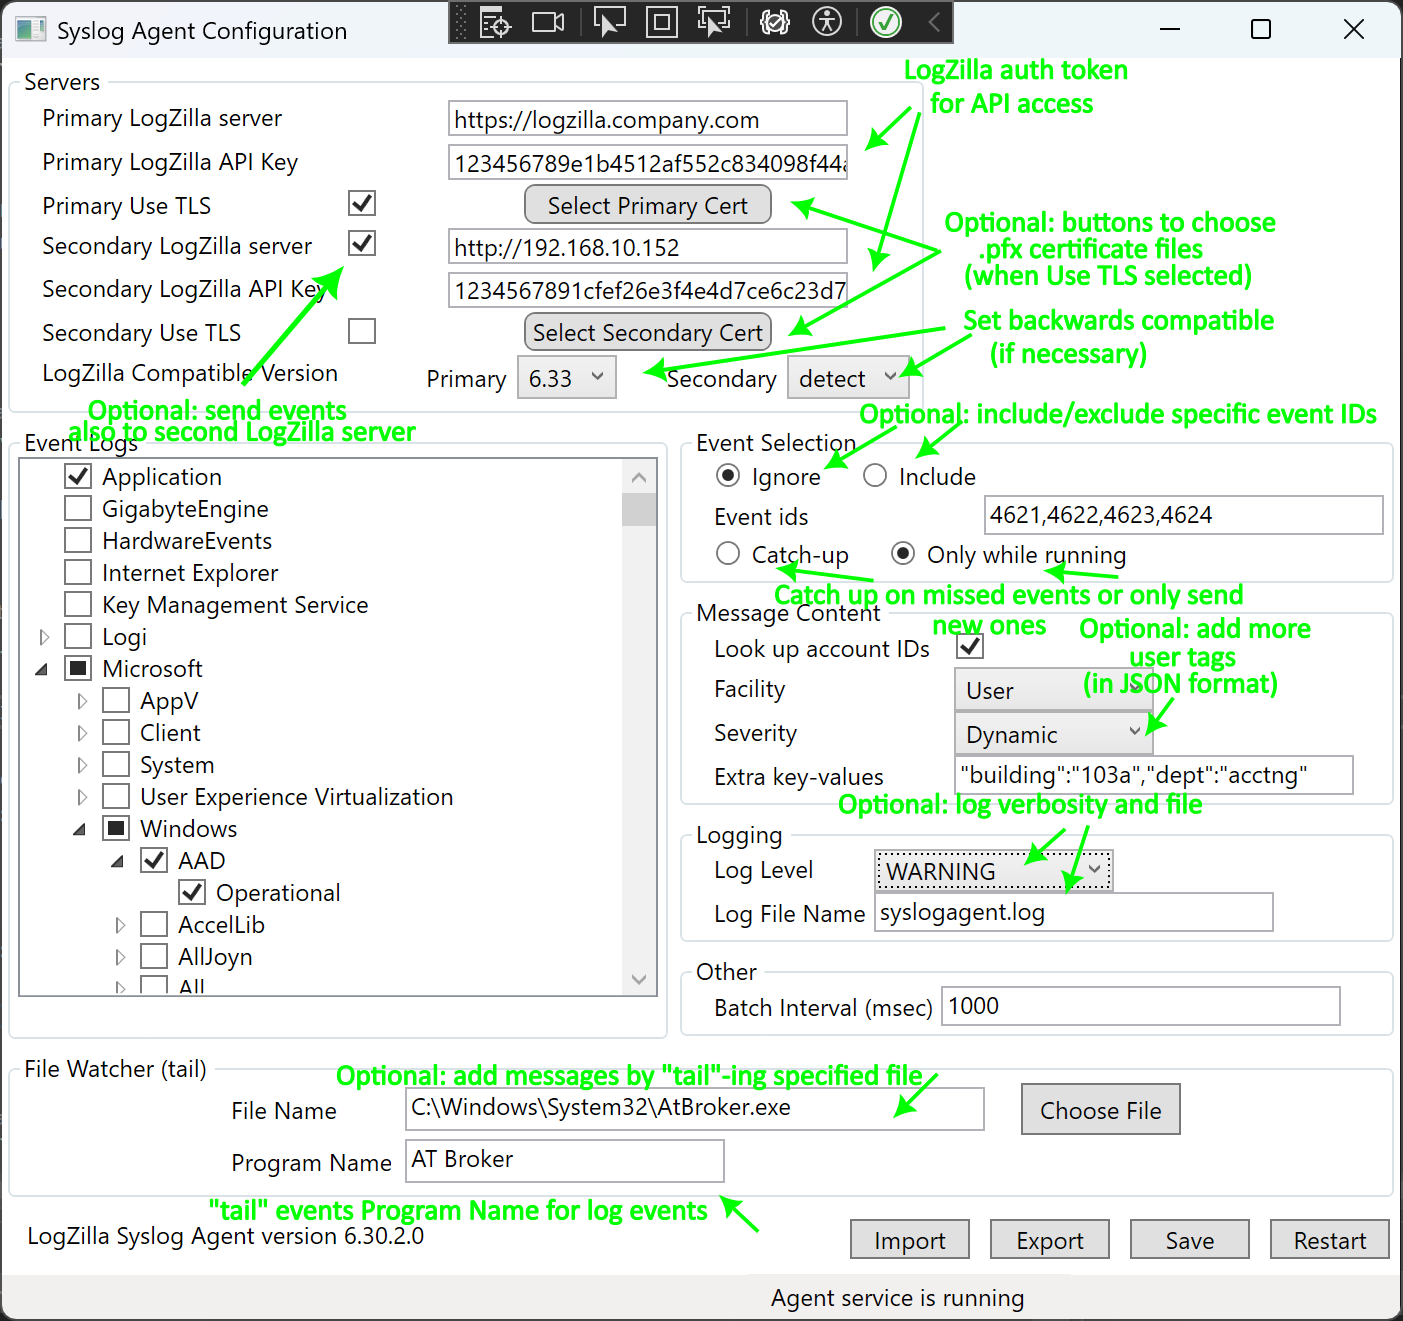 Syslog Agent Configuration
LogZilla auth token
for API access
Servers
Primary LogZilla server
https://logzilla.company.com
Primary LogZilla API Key
123456789e1b4512af552c834098f44a
Primary Use TLS
Select Primary Cert
Optional: buttons to choose
.pfx certificate files
(when Use TLS selected)
Secondary LogZilla server
http://192.168.10.152
Secondary LogZilla API Key
1234567891cfef26e3f4e4d7ce6c23d7
Secondary Use TLS
Select Secondary Cert
Set backwards compatible
(if necessary)
LogZilla Compatible Version
Primary
6.33
Secondary
detect
Optional: send events
also to second LogZilla server
Optional: include/exclude specific event IDs
Event Logs
Application
GigabyteEngine
HardwareEvents
Internet Explorer
Key Management Service
Logi
Microsoft
AppV
Client
System
User Experience Virtualization
Windows
AAD
Operational
AccelLib
AllJoyn
All
Event Selection
Ignore
Include
Event ids
4621,4622,4623,4624
Catch-up
Only while running
Catch up on missed events or only send
new ones
Message Content
Optional: add more
user tags
(in JSON format)
Look up account IDs
Facility
User
Severity
Dynamic
Extra key-values
"building":"103a","dept":"acctng"
Optional: log verbosity and file
Logging
Log Level
WARNING
Log File Name
syslogagent.log
Other
Batch Interval (msec)
1000
File Watcher (tail)
Optional: add messages by "tail"-ing specified file
File Name
C:\Windows\System32\AtBroker.exe
Choose File
Program Name
AT Broker
"tail" events Program Name for log events
LogZilla Syslog Agent version 6.30.2.0
Import
Export
Save
Restart
Agent service is running